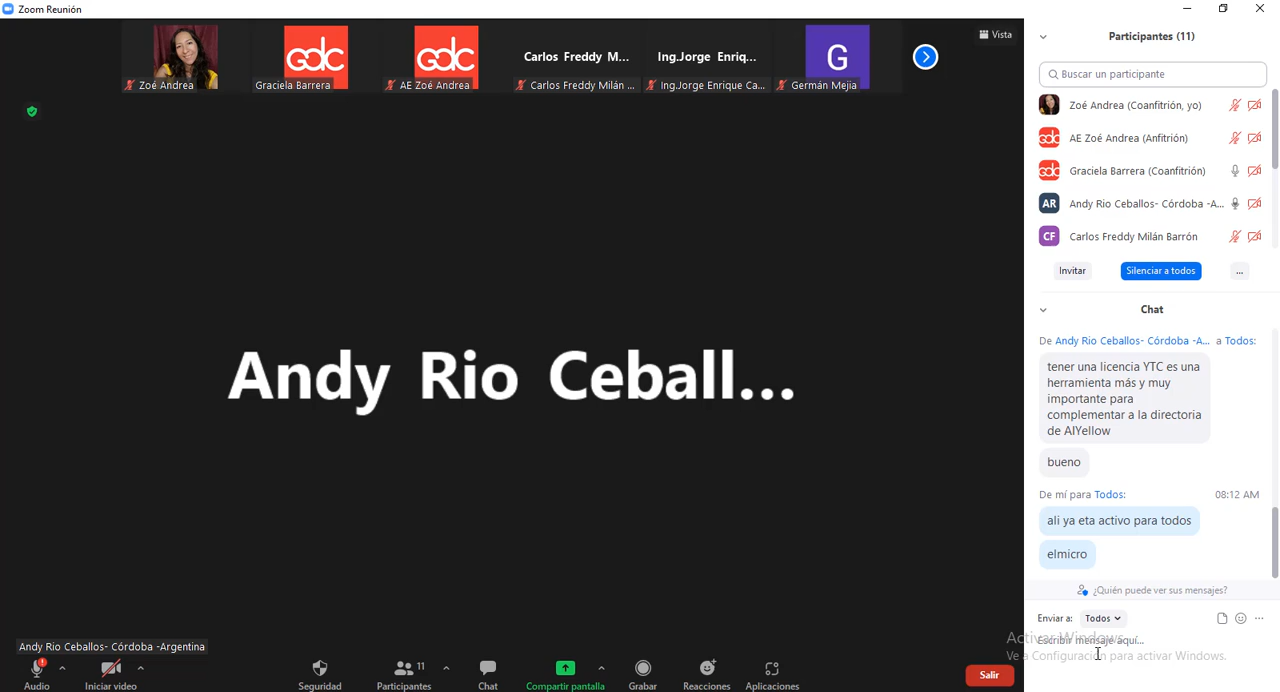 Zoom Reunión
Zoé Andrea
Graciela Barrera
AE Zoé Andrea
Carlos Freddy M...
Carlos Freddy Milán ...
Ing.Jorge Enriq...
Ing.Jorge Enrique Ca...
G
Germán Mejia
Vista
Andy Rio Ceball...
Andy Rio Ceballos- Córdoba -Argentina
Audio
Iniciar video
Seguridad
11
Participantes
Chat
Compartir pantalla
Grabar
Reacciones
Aplicaciones
Salir
Participantes (11)
Buscar un participante
Zoé Andrea (Coanfitrión, yo)
gdc AE Zoé Andrea (Anfitrión)
gdc Graciela Barrera (Coanfitrión)
AR Andy Rio Ceballos- Córdoba -A...
CF Carlos Freddy Milán Barrón
Invitar
Silenciar a todos
...
Chat
De Andy Rio Ceballos- Córdoba -A... a Todos:
tener una licencia YTC es una
herramienta más y muy
importante para
complementar a la directoria
de AIYellow
bueno
De mí para Todos: 08:12 AM
ali ya eta activo para todos
elmicro
¿Quién puede ver sus mensajes?
Enviar a: Todos
Escribir mensaje aquí...
Activar Windows
Ve a Configuración para activar Windows.